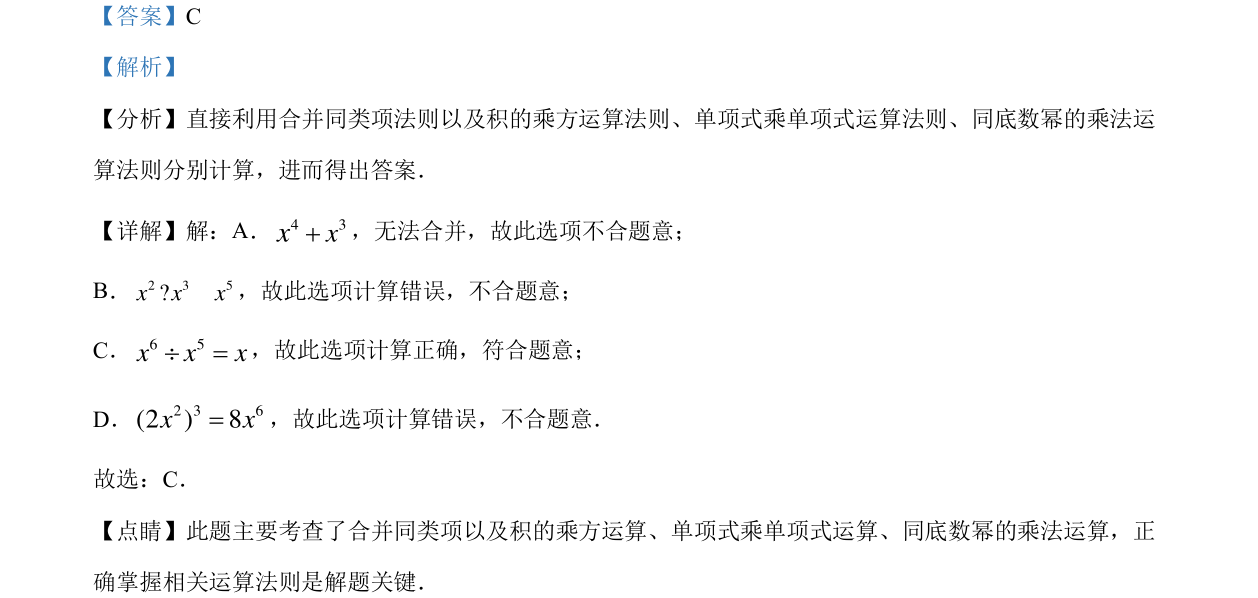 【答案】C
【解析】
【分析】直接利用合并同类项法则以及积的乘方运算法则、单项式乘单项式运算法则、同底数幂的乘法运
算法则分别计算，进而得出答案．
【详解】解：A． x⁴ + x³，无法合并，故此选项不合题意；
B． x² ?x³ x⁵，故此选项计算错误，不合题意；
C． x⁶ ÷ x⁵ = x，故此选项计算正确，符合题意；
D． (2x²)³ = 8x⁶，故此选项计算错误，不合题意．
故选：C．
【点睛】此题主要考查了合并同类项以及积的乘方运算、单项式乘单项式运算、同底数幂的乘法运算，正
确掌握相关运算法则是解题关键．